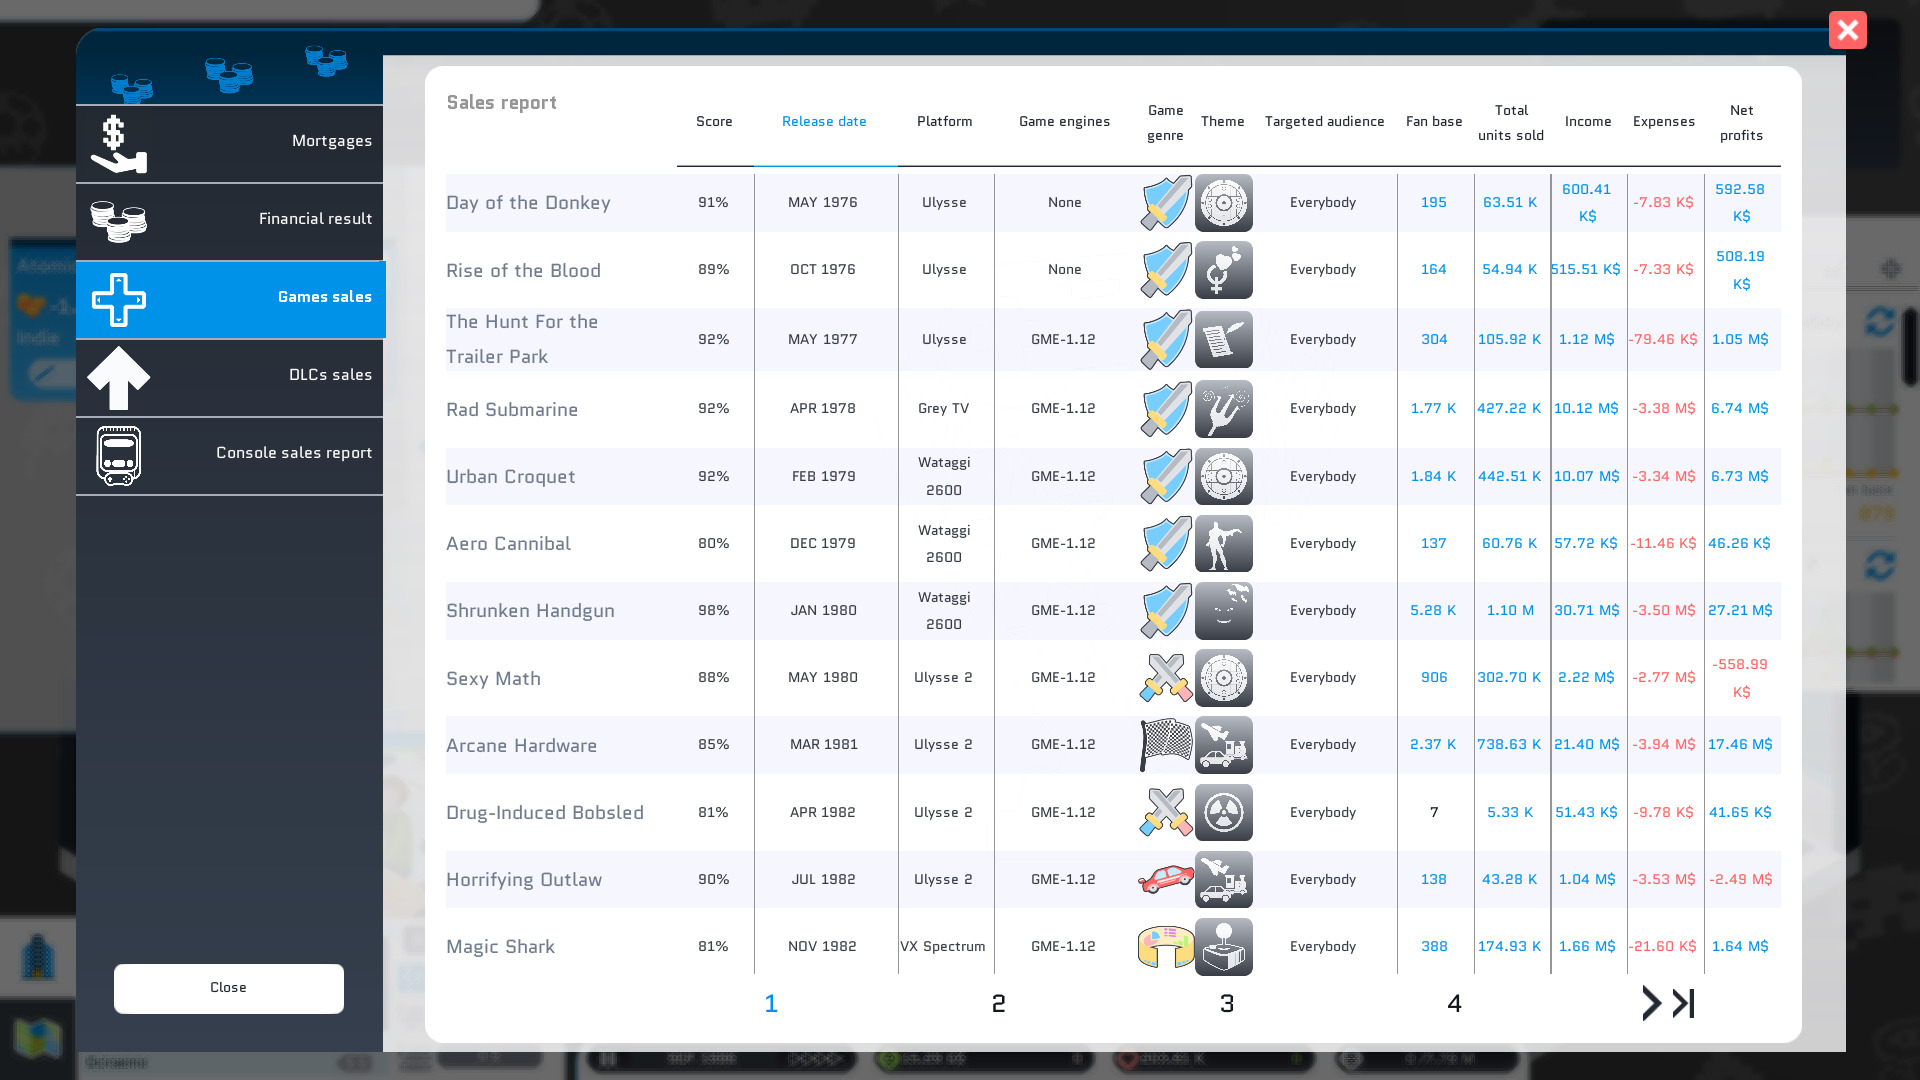 Mortgages
Financial result
Games sales
DLCs sales
Console sales report
Close
Sales report
Score Release date Platform Game engines Game genre Theme Targeted audience Fan base Total units sold Income Expenses Net profits
Day of the Donkey 91% MAY 1976 Ulysse None Everybody 195 63.51 K 600.41 K$ -7.83 K$ 592.58 K$
Rise of the Blood 89% OCT 1976 Ulysse None Everybody 164 54.94 K 515.51 K$ -7.33 K$ 508.19 K$
The Hunt For the Trailer Park 92% MAY 1977 Ulysse GME-1.12 Everybody 304 105.92 K 1.12 M$ -79.46 K$ 1.05 M$
Rad Submarine 92% APR 1978 Grey TV GME-1.12 Everybody 1.77 K 427.22 K 10.12 M$ -3.38 M$ 6.74 M$
Urban Croquet 92% FEB 1979 Wataggi 2600 GME-1.12 Everybody 1.84 K 442.51 K 10.07 M$ -3.34 M$ 6.73 M$
Aero Cannibal 80% DEC 1979 Wataggi 2600 GME-1.12 Everybody 137 60.76 K 57.72 K$ -11.46 K$ 46.26 K$
Shrunken Handgun 98% JAN 1980 Wataggi 2600 GME-1.12 Everybody 5.28 K 1.10 M 30.71 M$ -3.50 M$ 27.21 M$
Sexy Math 88% MAY 1980 Ulysse 2 GME-1.12 Everybody 906 302.70 K 2.22 M$ -2.77 M$ -558.99 K$
Arcane Hardware 85% MAR 1981 Ulysse 2 GME-1.12 Everybody 2.37 K 738.63 K 21.40 M$ -3.94 M$ 17.46 M$
Drug-Induced Bobsled 81% APR 1982 Ulysse 2 GME-1.12 Everybody 7 5.33 K 51.43 K$ -9.78 K$ 41.65 K$
Horrifying Outlaw 90% JUL 1982 Ulysse 2 GME-1.12 Everybody 138 43.28 K 1.04 M$ -3.53 M$ -2.49 M$
Magic Shark 81% NOV 1982 VX Spectrum GME-1.12 Everybody 388 174.93 K 1.66 M$ -21.60 K$ 1.64 M$
1 2 3 4